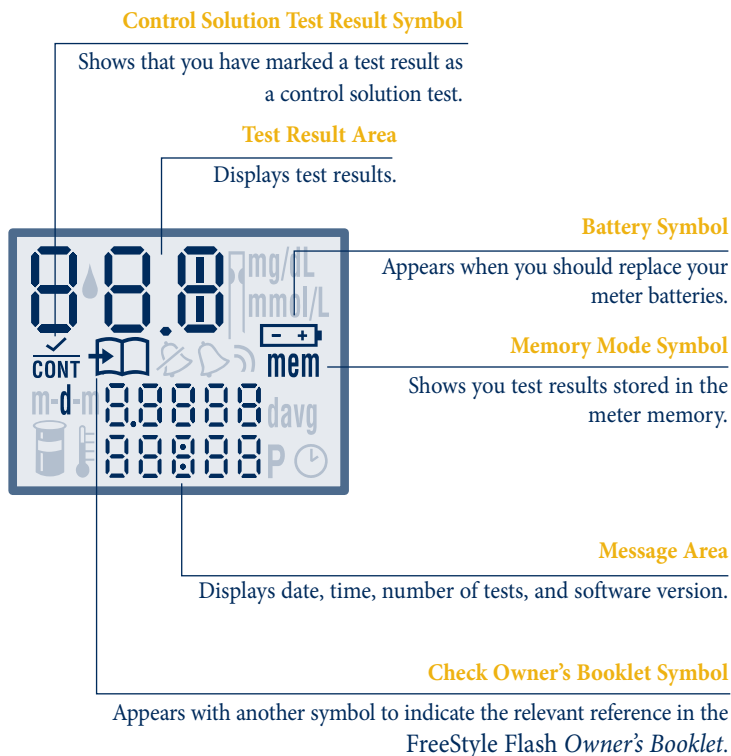 Control Solution Test Result Symbol
Shows that you have marked a test result as
a control solution test.
Test Result Area
Displays test results.
Battery Symbol
Appears when you should replace your
meter batteries.
Memory Mode Symbol
Shows you test results stored in the
meter memory.
88.8 mg/dL
mmol/L
CONT mem
m-d-m 8.8888 davg
88:88 P
Message Area
Displays date, time, number of tests, and software version.
Check Owner's Booklet Symbol
Appears with another symbol to indicate the relevant reference in the
FreeStyle Flash Owner's Booklet.